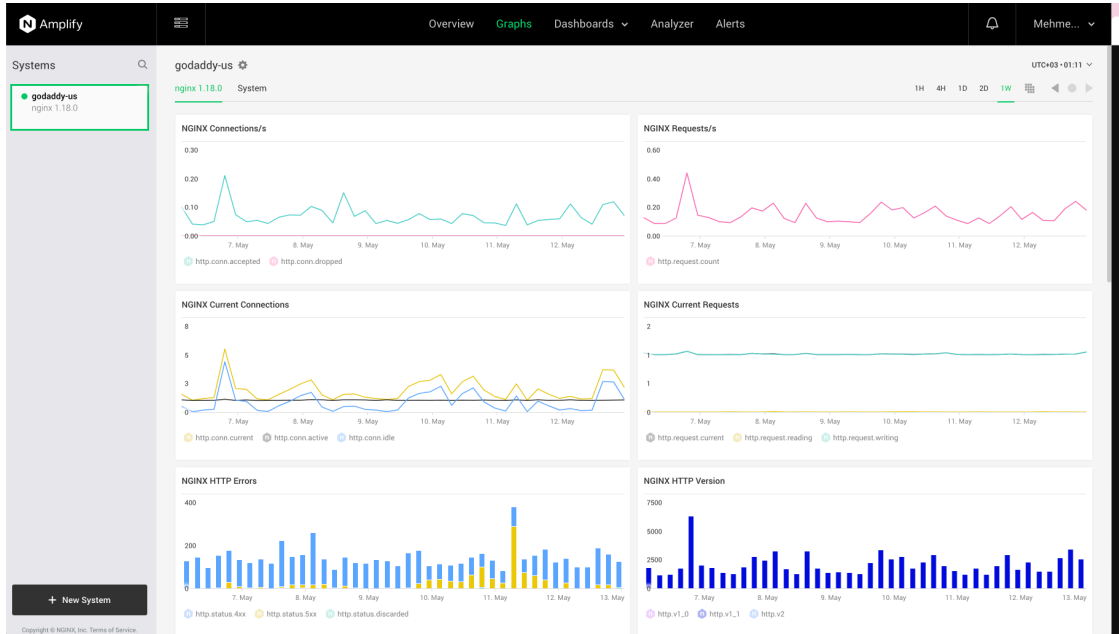 N Amplify
Overview Graphs Dashboards Analyzer Alerts
Mehme...
Systems
godaddy-us
nginx 1.18.0
godaddy-us
UTC+03 • 01:11
nginx 1.18.0 System
1H 4H 1D 2D 1W
NGINX Connections/s
0.30
0.20
0.10
0.00
7. May 8. May 9. May 10. May 11. May 12. May
http.conn.accepted http.conn.dropped
NGINX Requests/s
0.60
0.40
0.20
0.00
7. May 8. May 9. May 10. May 11. May 12. May
http.request.count
NGINX Current Connections
8
5
3
0
7. May 8. May 9. May 10. May 11. May 12. May
http.conn.current http.conn.active http.conn.idle
NGINX Current Requests
2
1
1
0
7. May 8. May 9. May 10. May 11. May 12. May
http.request.current http.request.reading http.request.writing
NGINX HTTP Errors
400
200
0
7. May 8. May 9. May 10. May 11. May 12. May 13. May
http.status.4xx http.status.5xx http.status.discarded
NGINX HTTP Version
7500
5000
2500
0
7. May 8. May 9. May 10. May 11. May 12. May 13. May
http.v1_0 http.v1_1 http.v2
+ New System
Copyright © NGINX, Inc. Terms of Service.